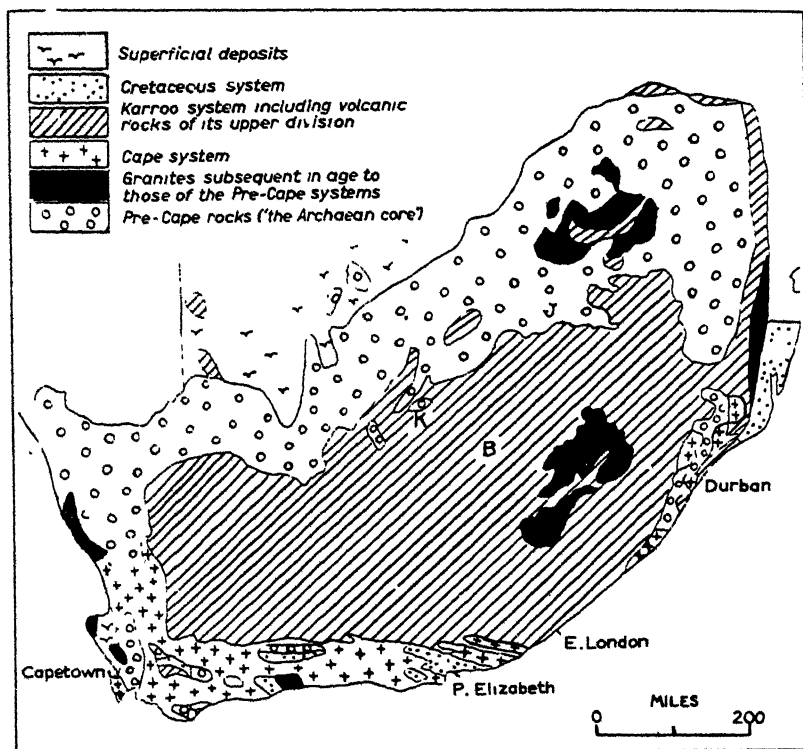 Superficial deposits
Cretaceous system
Karroo system including volcanic
rocks of its upper division
Cape system
Granites subsequent in age to
those of the Pre-Cape systems
Pre-Cape rocks ('the Archaean core')
J
K
B
Durban
E. London
Capetown
P. Elizabeth
MILES
0 200